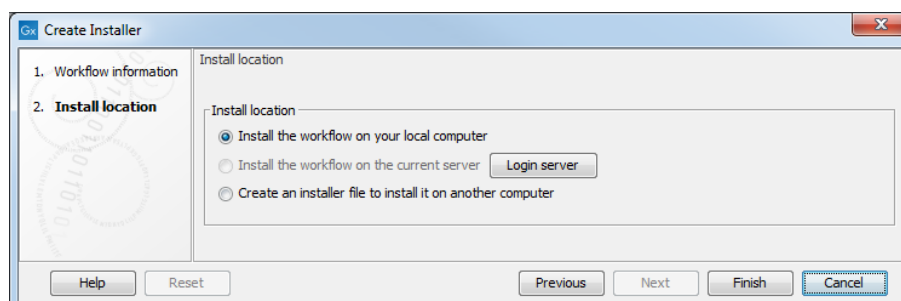 Gx Create Installer
1. Workflow information
2. Install location
Install location
Install location
Install the workflow on your local computer
Install the workflow on the current server Login server
Create an installer file to install it on another computer
Help Reset Previous Next Finish Cancel